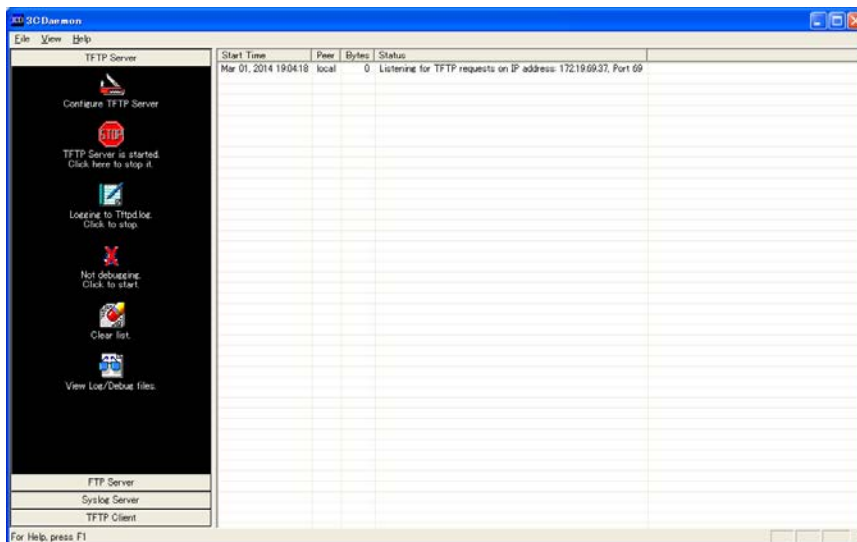 3CDaemon
File View Help
TFTP Server
Configure TFTP Server
STOP
TFTP Server is started.
Click here to stop it.
Logging to Tftpd.log.
Click to stop.
Not debugging.
Click to start.
Clear list.
View Log/Debug files.
FTP Server
Syslog Server
TFTP Client
Start Time Peer Bytes Status
Mar 01, 2014 19:04:18 local 0 Listening for TFTP requests on IP address: 172.19.69.37, Port 69
For Help, press F1